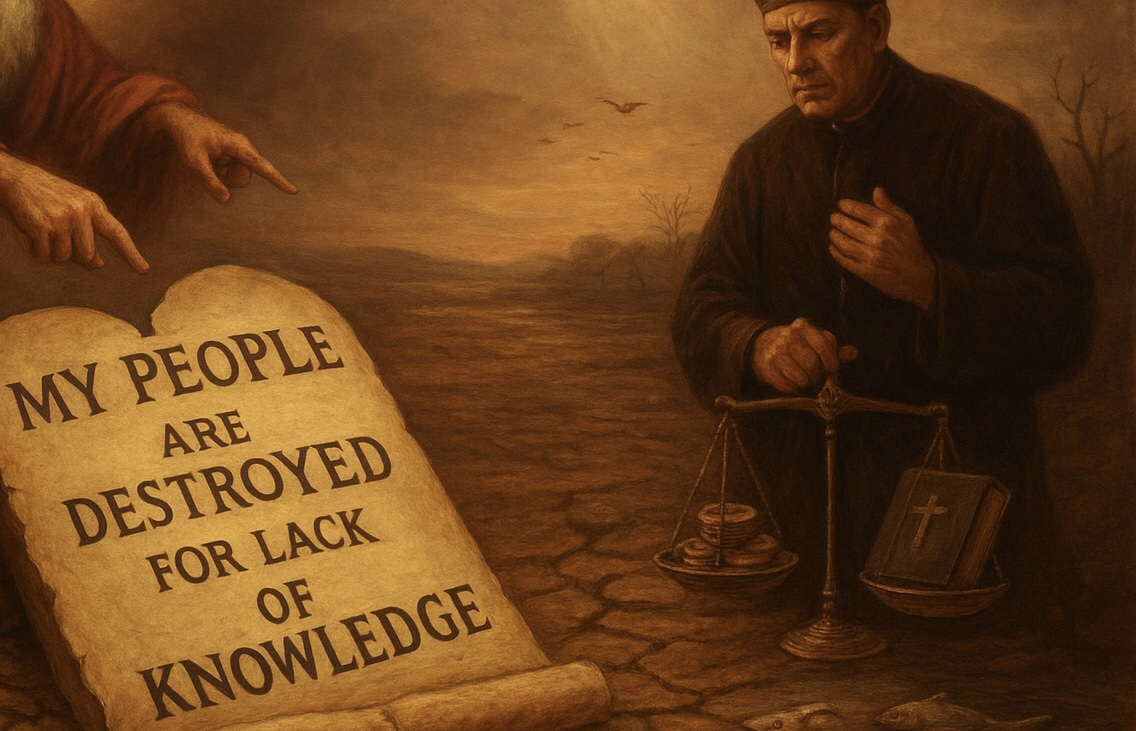 MY PEOPLE
ARE
DESTROYED
FOR LACK
OF
KNOWLEDGE